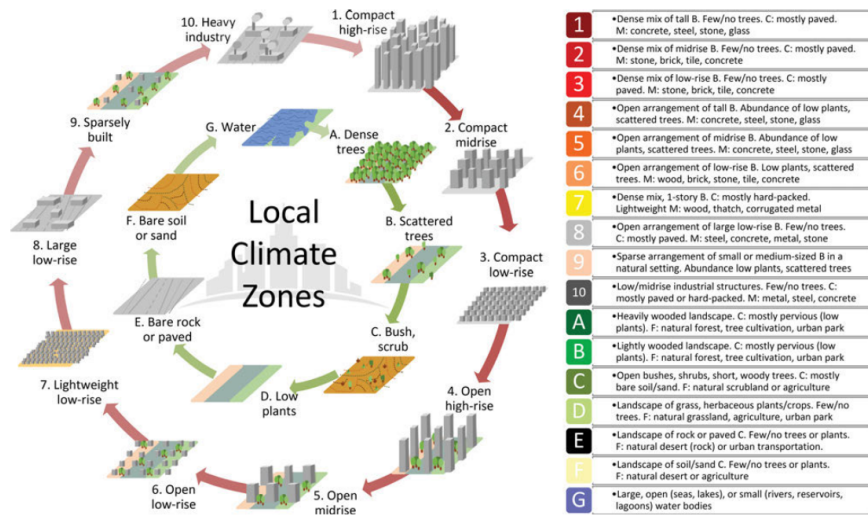 10. Heavy
industry
1. Compact
high-rise
2. Compact
midrise
3. Compact
low-rise
4. Open
high-rise
5. Open
midrise
6. Open
low-rise
7. Lightweight
low-rise
8. Large
low-rise
9. Sparsely
built
G. Water
A. Dense
trees
B. Scattered
trees
C. Bush,
scrub
D. Low
plants
E. Bare rock
or paved
F. Bare soil
or sand
Local
Climate
Zones
1
•Dense mix of tall B. Few/no trees. C: mostly paved.
M: concrete, steel, stone, glass
2
•Dense mix of midrise B. Few/no trees. C: mostly paved.
M: stone, brick, tile, concrete
3
•Dense mix of low-rise B. Few/no trees. C: mostly
paved. M: stone, brick, tile, concrete
4
•Open arrangement of tall B. Abundance of low plants,
scattered trees. M: concrete, steel, stone, glass
5
•Open arrangement of midrise B. Abundance of low
plants, scattered trees. M: concrete, steel, stone, glass
6
•Open arrangement of low-rise B. Low plants, scattered
trees. M: wood, brick, stone, tile, concrete
7
•Dense mix, 1-story B. C: mostly hard-packed.
Lightweight M: wood, thatch, corrugated metal
8
•Open arrangement of large low-rise B. Few/no trees.
C: mostly paved. M: steel, concrete, metal, stone
9
•Sparse arrangement of small or medium-sized B in a
natural setting. Abundance low plants, scattered trees
10
•Low/midrise industrial structures. Few/no trees. C:
mostly paved or hard-packed. M: metal, steel, concrete
A
•Heavily wooded landscape. C: mostly pervious (low
plants). F: natural forest, tree cultivation, urban park
B
•Lightly wooded landscape. C: mostly pervious (low
plants). F: natural forest, tree cultivation, urban park
C
•Open bushes, shrubs, short, woody trees. C: mostly
bare soil/sand. F: natural scrubland or agriculture
D
•Landscape of grass, herbaceous plants/crops. Few/no
trees. F: natural grassland, agriculture, urban park
E
•Landscape of rock or paved C. Few/no trees or plants.
F: natural desert (rock) or urban transportation.
F
•Landscape of soil/sand C. Few/no trees or plants.
F: natural desert or agriculture
G
•Large, open (seas, lakes), or small (rivers, reservoirs,
lagoons) water bodies